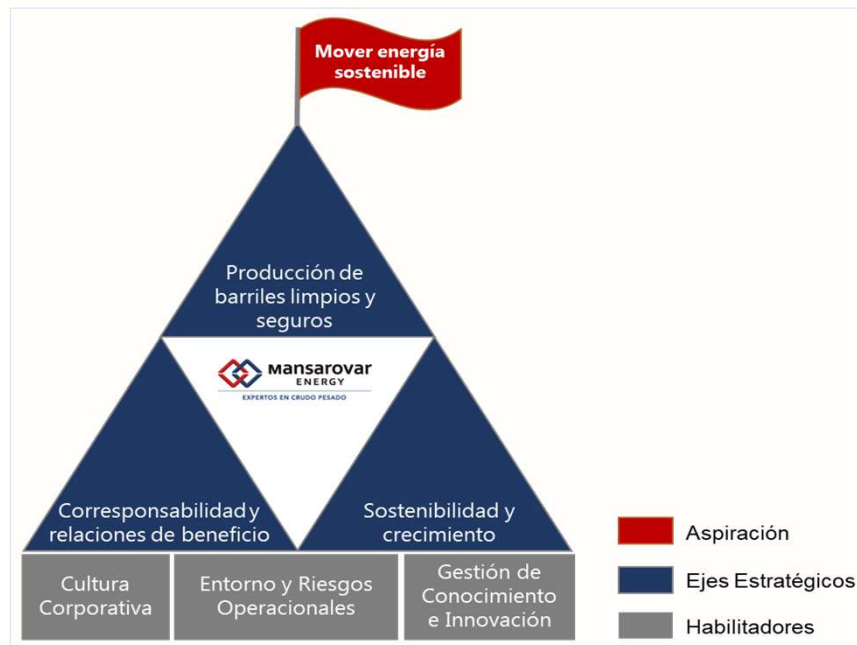 Mover energía
sostenible
Producción de
barriles limpios y
seguros
mansarovar
ENERGY
EXPERTOS EN CRUDO PESADO
Corresponsabilidad y
relaciones de beneficio
Sostenibilidad y
crecimiento
Cultura
Corporativa
Entorno y Riesgos
Operacionales
Gestión de
Conocimiento
e Innovación
Aspiración
Ejes Estratégicos
Habilitadores